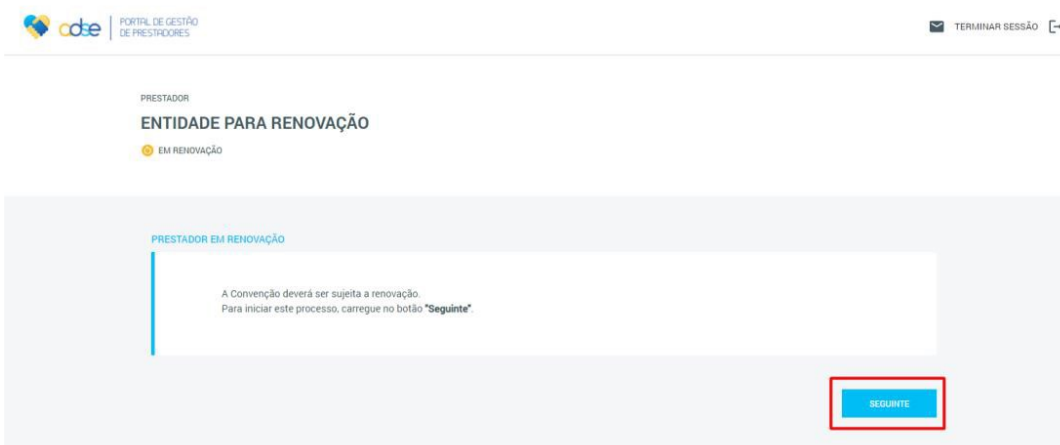 adse
PORTAL DE GESTÃO
DE PRESTADORES
TERMINAR SESSÃO
PRESTADOR
ENTIDADE PARA RENOVAÇÃO
EM RENOVAÇÃO
PRESTADOR EM RENOVAÇÃO
A Convenção deverá ser sujeita a renovação.
Para iniciar este processo, carregue no botão "Seguinte".
SEGUINTE